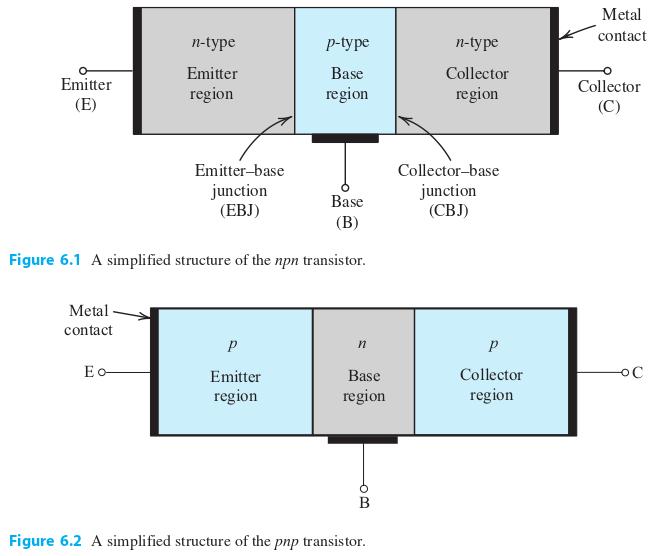 Metal
contact
n-type
p-type
n-type
Emitter
region
Base
region
Collector
region
Emitter
(E)
Collector
(C)
Emitter–base
junction
(EBJ)
Collector–base
junction
(CBJ)
Base
(B)
Figure 6.1 A simplified structure of the npn transistor.
Metal
contact
p
n
p
E
Emitter
region
Base
region
Collector
region
C
B
Figure 6.2 A simplified structure of the pnp transistor.